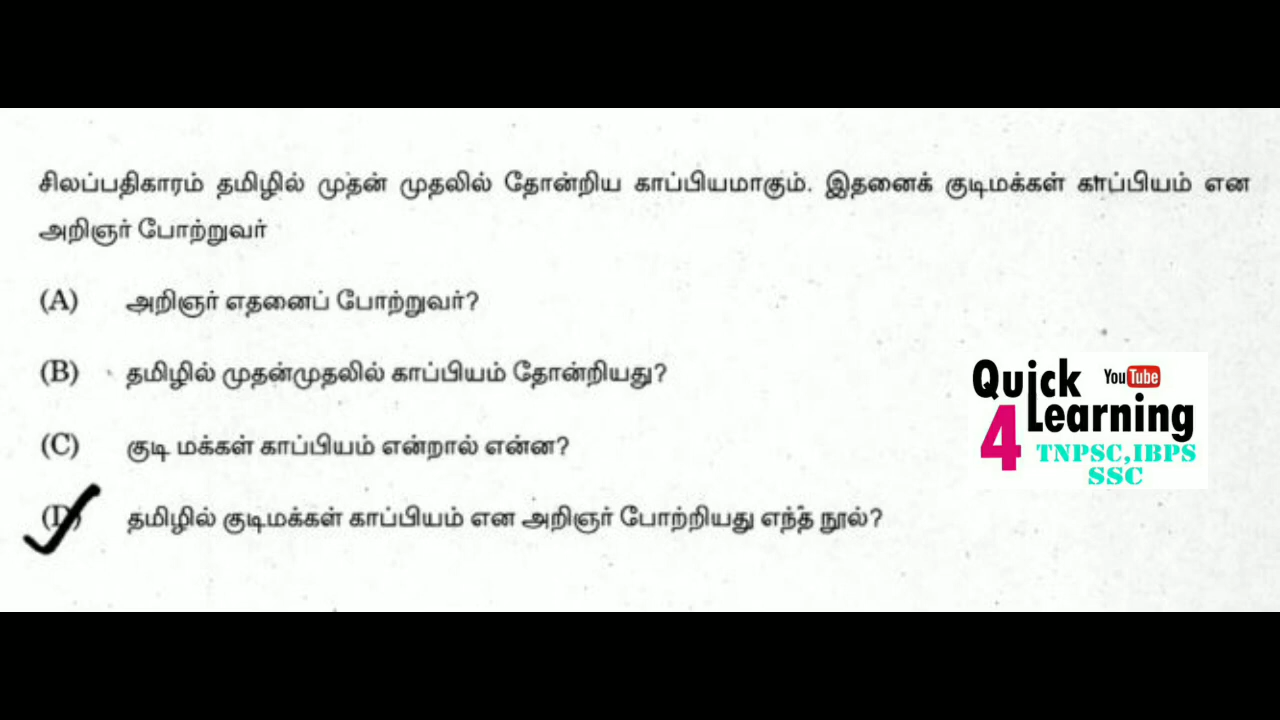 சிலப்பதிகாரம் தமிழில் முதன் முதலில் தோன்றிய காப்பியமாகும். இதனைக் குடிமக்கள் காப்பியம் என
அறிஞர் போற்றுவர்
(A) அறிஞர் எதனைப் போற்றுவர்?
(B) தமிழில் முதன்முதலில் காப்பியம் தோன்றியது?
(C) குடி மக்கள் காப்பியம் என்றால் என்ன?
(D) தமிழில் குடிமக்கள் காப்பியம் என அறிஞர் போற்றியது எந்த நூல்?
Quick YouTube
4 Learning
TNPSC,IBPS
SSC